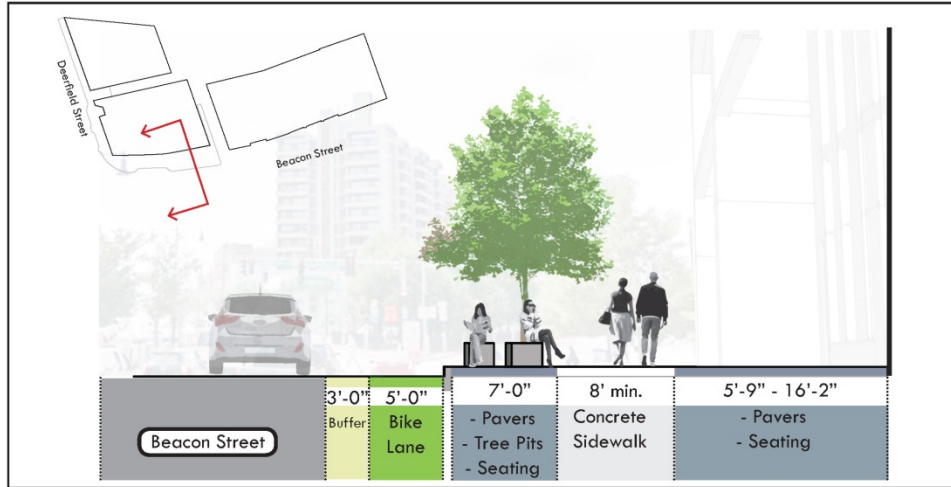 Deerfield Street
Beacon Street
3'-0"
5'-0"
7'-0"
8' min.
5'-9" - 16'-2"
Beacon Street
Buffer
Bike
Lane
- Pavers
- Tree Pits
- Seating
Concrete
Sidewalk
- Pavers
- Seating